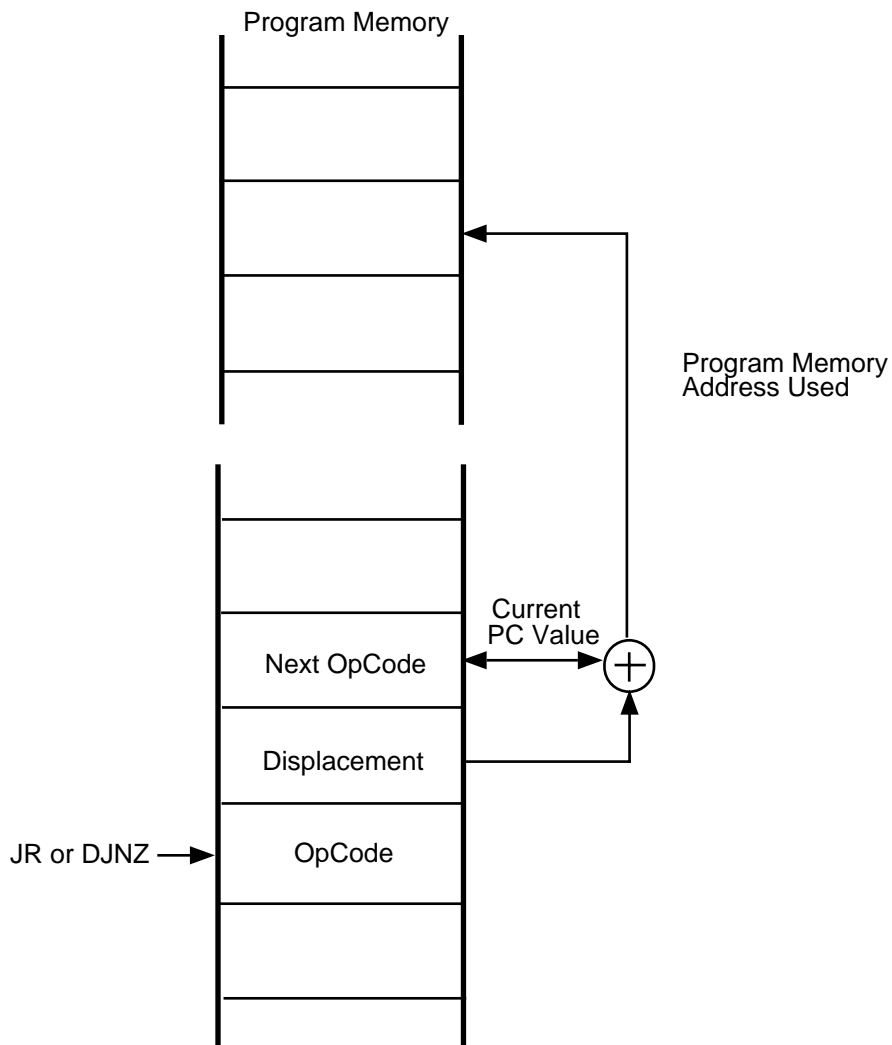 Program Memory
Program Memory
Address Used
Current
PC Value
Next OpCode
Displacement
JR or DJNZ
OpCode